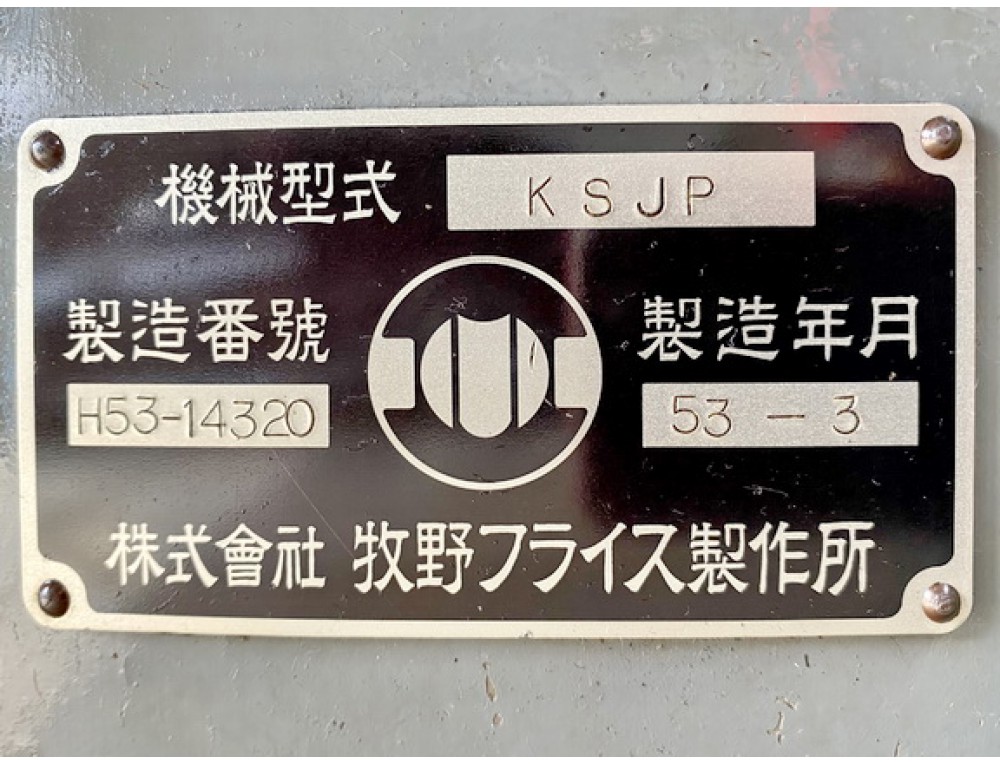 機械型式 KSJP
製造番號 製造年月
H53-14320 53-3
株式會社 牧野フライス製作所